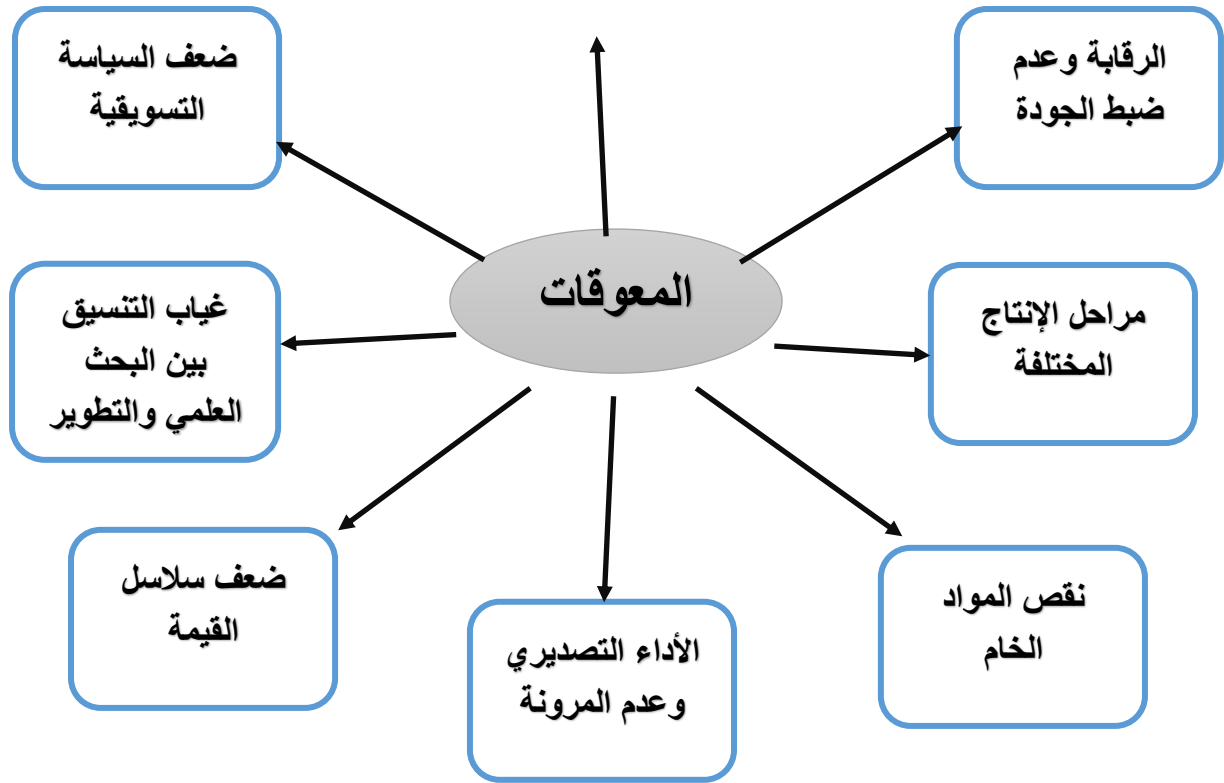 الرقابة وعدم
ضبط الجودة
ضعف السياسة
التسويقية
المعوقات
مراحل الإنتاج
المختلفة
غياب التنسيق
بين البحث
العلمي والتطوير
نقص المواد
الخام
الأداء التصديري
وعدم المرونة
ضعف سلاسل
القيمة